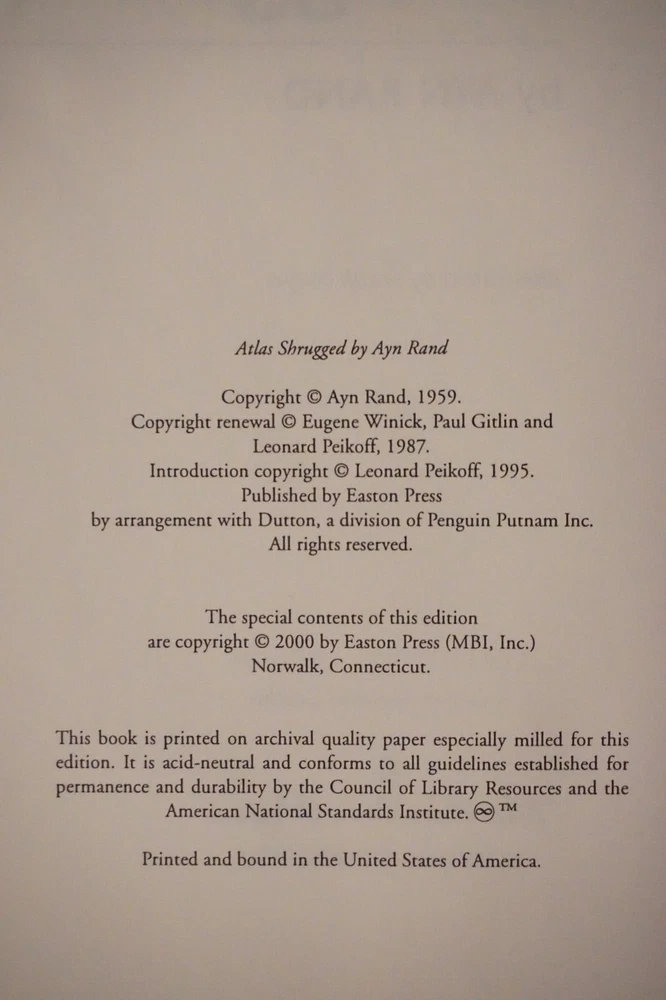 Atlas Shrugged by Ayn Rand
Copyright © Ayn Rand, 1959.
Copyright renewal © Eugene Winick, Paul Gitlin and
Leonard Peikoff, 1987.
Introduction copyright © Leonard Peikoff, 1995.
Published by Easton Press
by arrangement with Dutton, a division of Penguin Putnam Inc.
All rights reserved.
The special contents of this edition
are copyright © 2000 by Easton Press (MBI, Inc.)
Norwalk, Connecticut.
This book is printed on archival quality paper especially milled for this
edition. It is acid-neutral and conforms to all guidelines established for
permanence and durability by the Council of Library Resources and the
American National Standards Institute. ♾ ™
Printed and bound in the United States of America.